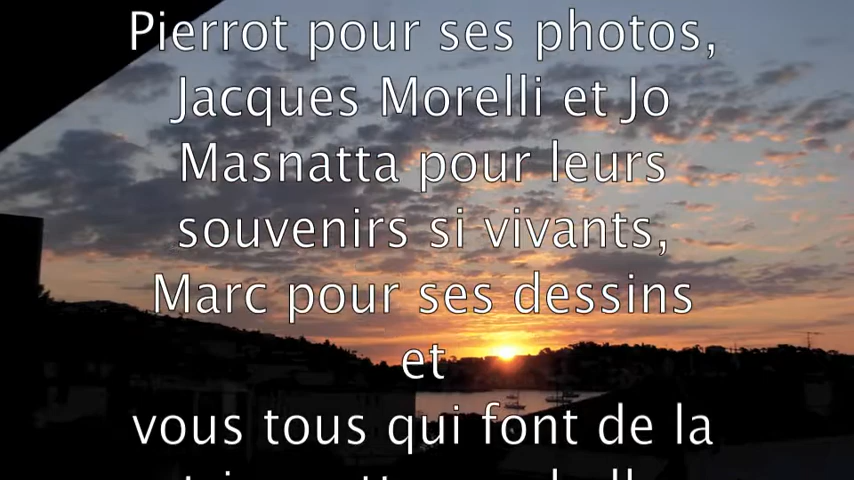 Pierrot pour ses photos,
Jacques Morelli et Jo
Masnatta pour leurs
souvenirs si vivants,
Marc pour ses dessins
et
vous tous qui font de la